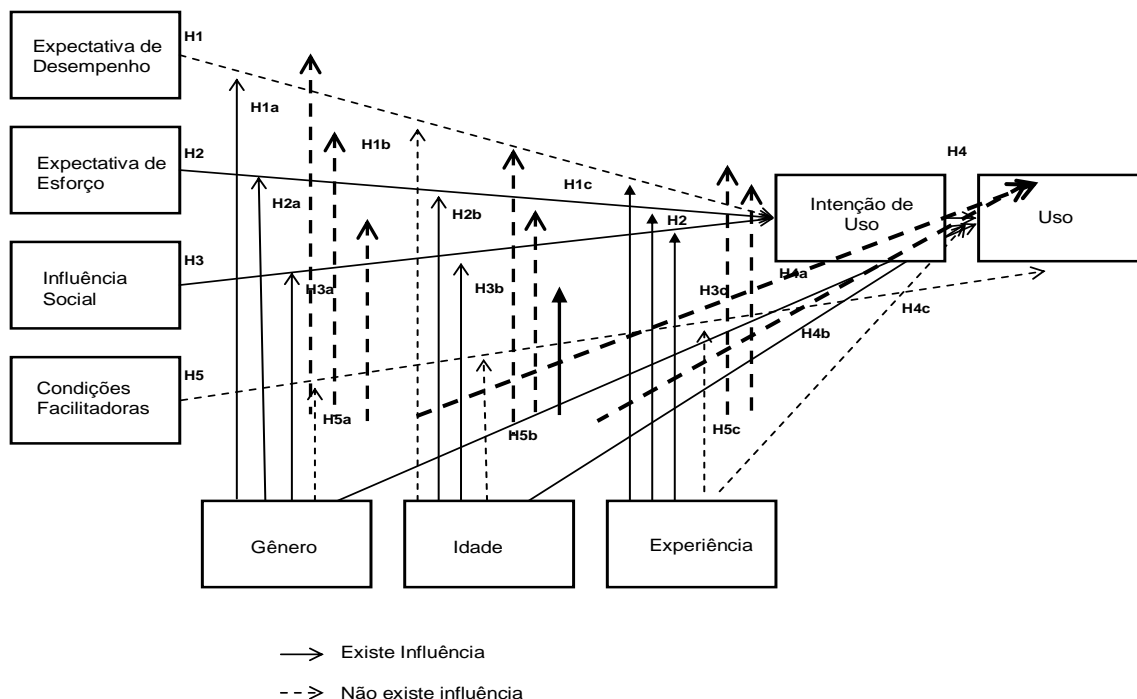 H1
Expectativa de
Desempenho
H1a
H1b
Expectativa de
Esforço
H2
H2a
H2b
H1c
H2
H4
Intenção de
Uso
Uso
Influência
Social
H3
H3a
H3b
H3c
H4a
H4c
H4b
Condições
Facilitadoras
H5
H5a
H5b
H5c
Gênero
Idade
Experiência
Existe Influência
Não existe influência